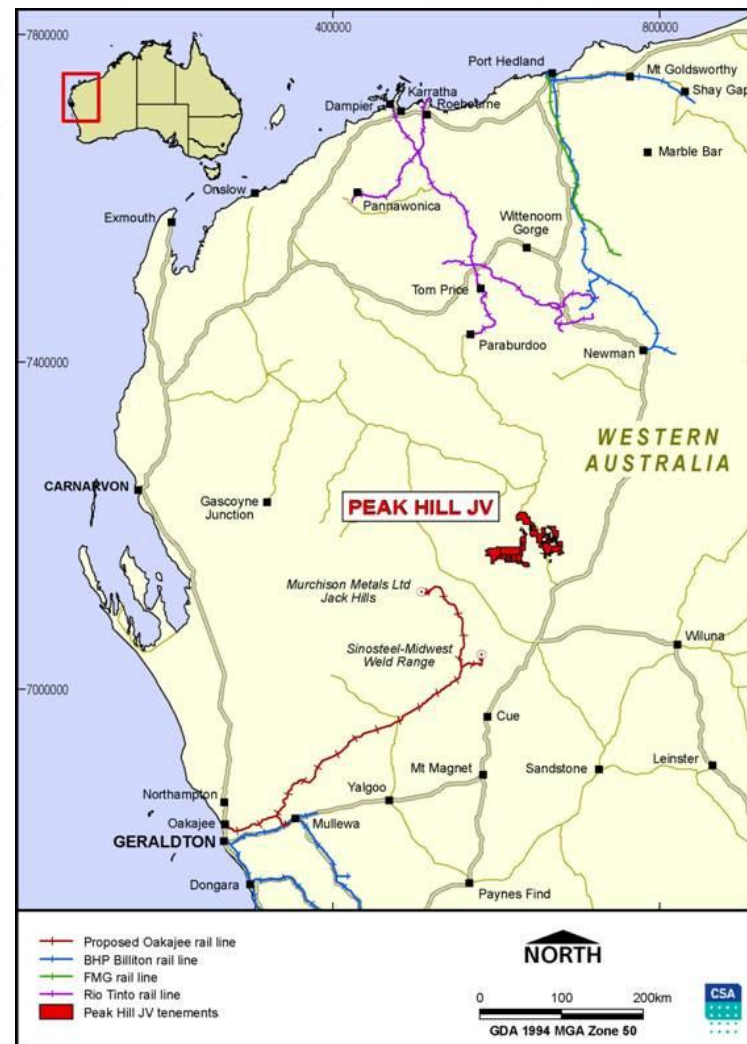 7800000
400000
800000
Port Hedland
Mt Goldsworthy
Karratha
Dampier
Roebourne
Shay Gap
Marble Bar
Onslow
Pannawonica
Exmouth
Wittenoom
Gorge
Tom Price
Paraburdoo
Newman
7400000
WESTERN
AUSTRALIA
CARNARVON
Gascoyne
Junction
PEAK HILL JV
Murchison Metals Ltd
Jack Hills
Sinosteel-Midwest
Weld Range
Wiluna
7000000
Cue
Mt Magnet
Sandstone
Leinster
Northampton
Yalgoo
Oakajee
Mullewa
GERALDTON
Dongara
Paynes Find
Proposed Oakajee rail line
BHP Billiton rail line
FMG rail line
Rio Tinto rail line
Peak Hill JV tenements
NORTH
0 100 200km
GDA 1994 MGA Zone 50
CSA